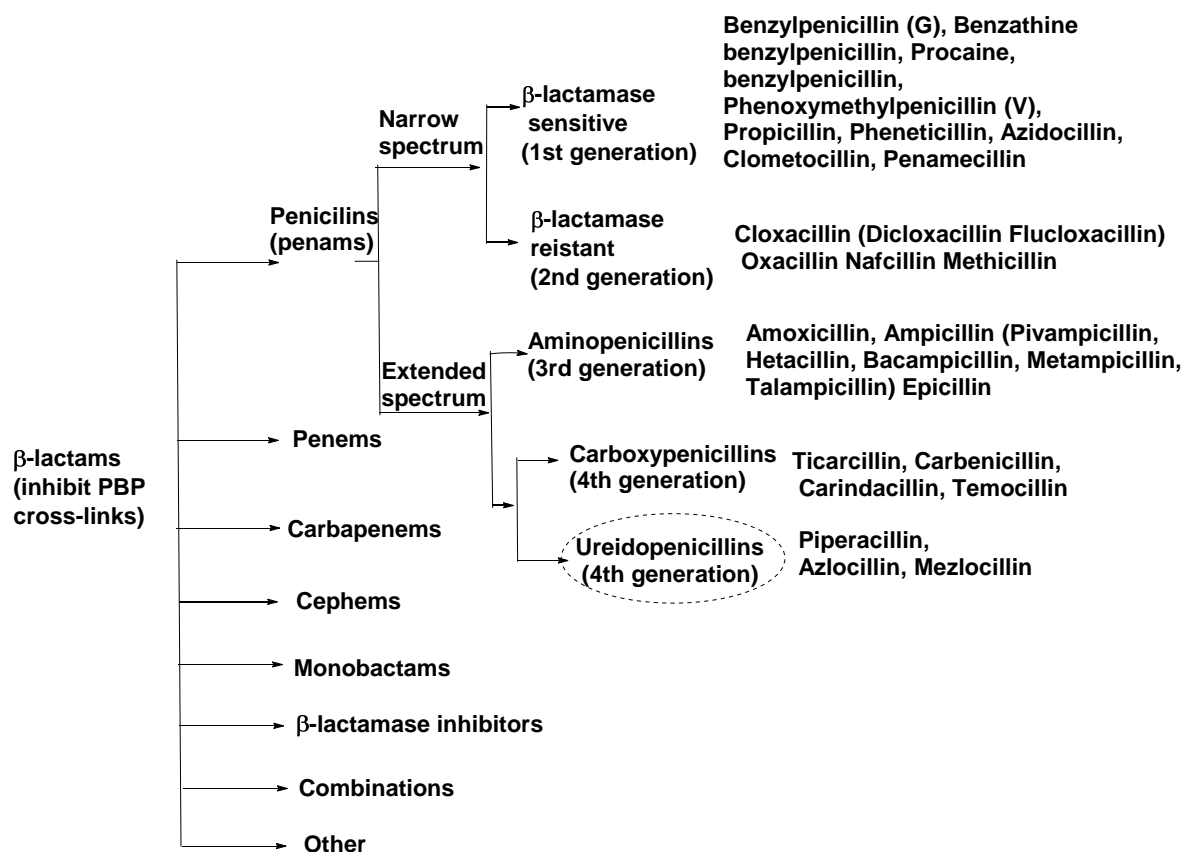 Benzylpenicillin (G), Benzathine
benzylpenicillin, Procaine,
benzylpenicillin,
Phenoxymethylpenicillin (V),
Propicillin, Pheneticillin, Azidocillin,
Clometocillin, Penamecillin
β-lactamase
sensitive
(1st generation)
Narrow
spectrum
Penicilins
(penams)
β-lactamase
reistant
(2nd generation)
Cloxacillin (Dicloxacillin Flucloxacillin)
Oxacillin Nafcillin Methicillin
Aminopenicillins
(3rd generation)
Amoxicillin, Ampicillin (Pivampicillin,
Hetacillin, Bacampicillin, Metampicillin,
Talampicillin) Epicillin
Extended
spectrum
Carboxypenicillins
(4th generation)
Ticarcillin, Carbenicillin,
Carindacillin, Temocillin
Ureidopenicillins
(4th generation)
Piperacillin,
Azlocillin, Mezlocillin
β-lactams
(inhibit PBP
cross-links)
Penems
Carbapenems
Cephems
Monobactams
β-lactamase inhibitors
Combinations
Other